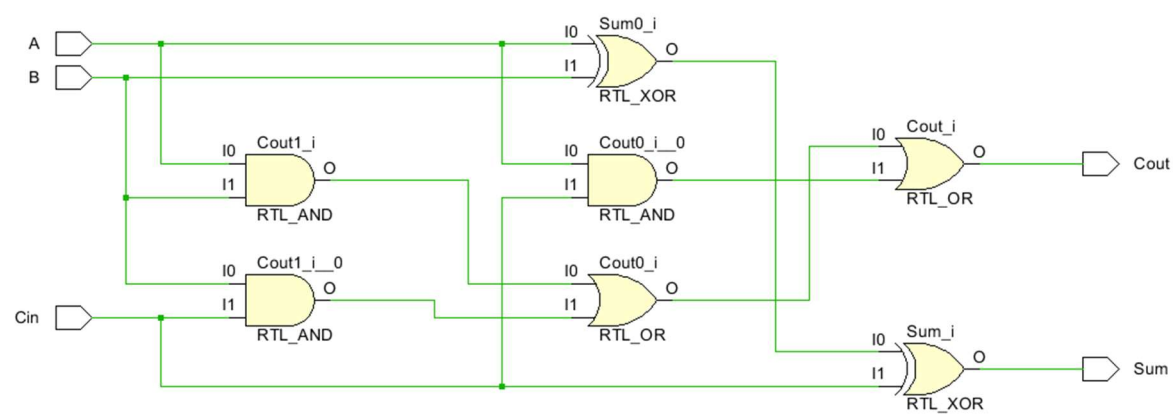 A
B
Cin
Sum0_i
I0
I1
O
RTL_XOR
Cout1_i
I0
I1
O
RTL_AND
Cout1_i__0
I0
I1
O
RTL_AND
Cout0_i__0
I0
I1
O
RTL_AND
Cout0_i
I0
I1
O
RTL_OR
Cout_i
I0
I1
O
RTL_OR
Sum_i
I0
I1
O
RTL_XOR
Cout
Sum